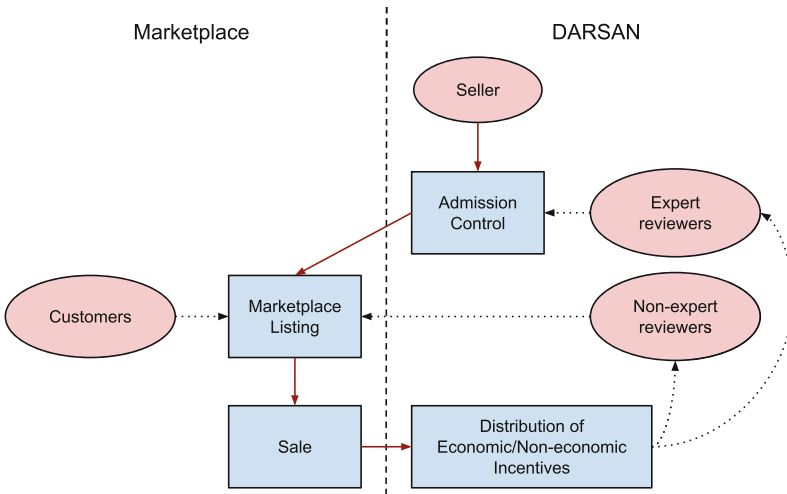 Marketplace
DARSAN
Seller
Admission
Control
Expert
reviewers
Customers
Marketplace
Listing
Non-expert
reviewers
Sale
Distribution of
Economic/Non-economic
Incentives